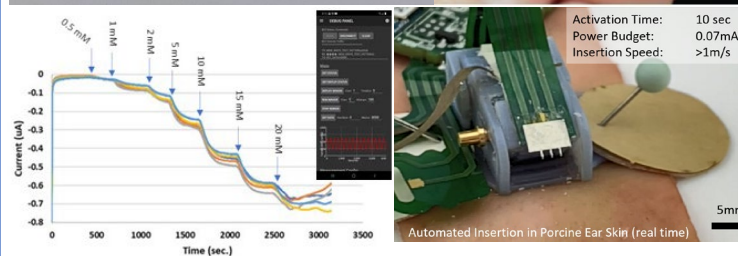 0.5 mM
1 mM
2 mM
5 mM
10 mM
15 mM
20 mM
0
-0.1
-0.2
-0.3
-0.4
-0.5
-0.6
-0.7
-0.8
Current (uA)
0 500 1000 1500 2000 2500 3000 3500
Time (sec.)
DEBUG PANEL
Activation Time: 10 sec
Power Budget: 0.07mA
Insertion Speed: >1m/s
5mm
Automated Insertion in Porcine Ear Skin (real time)